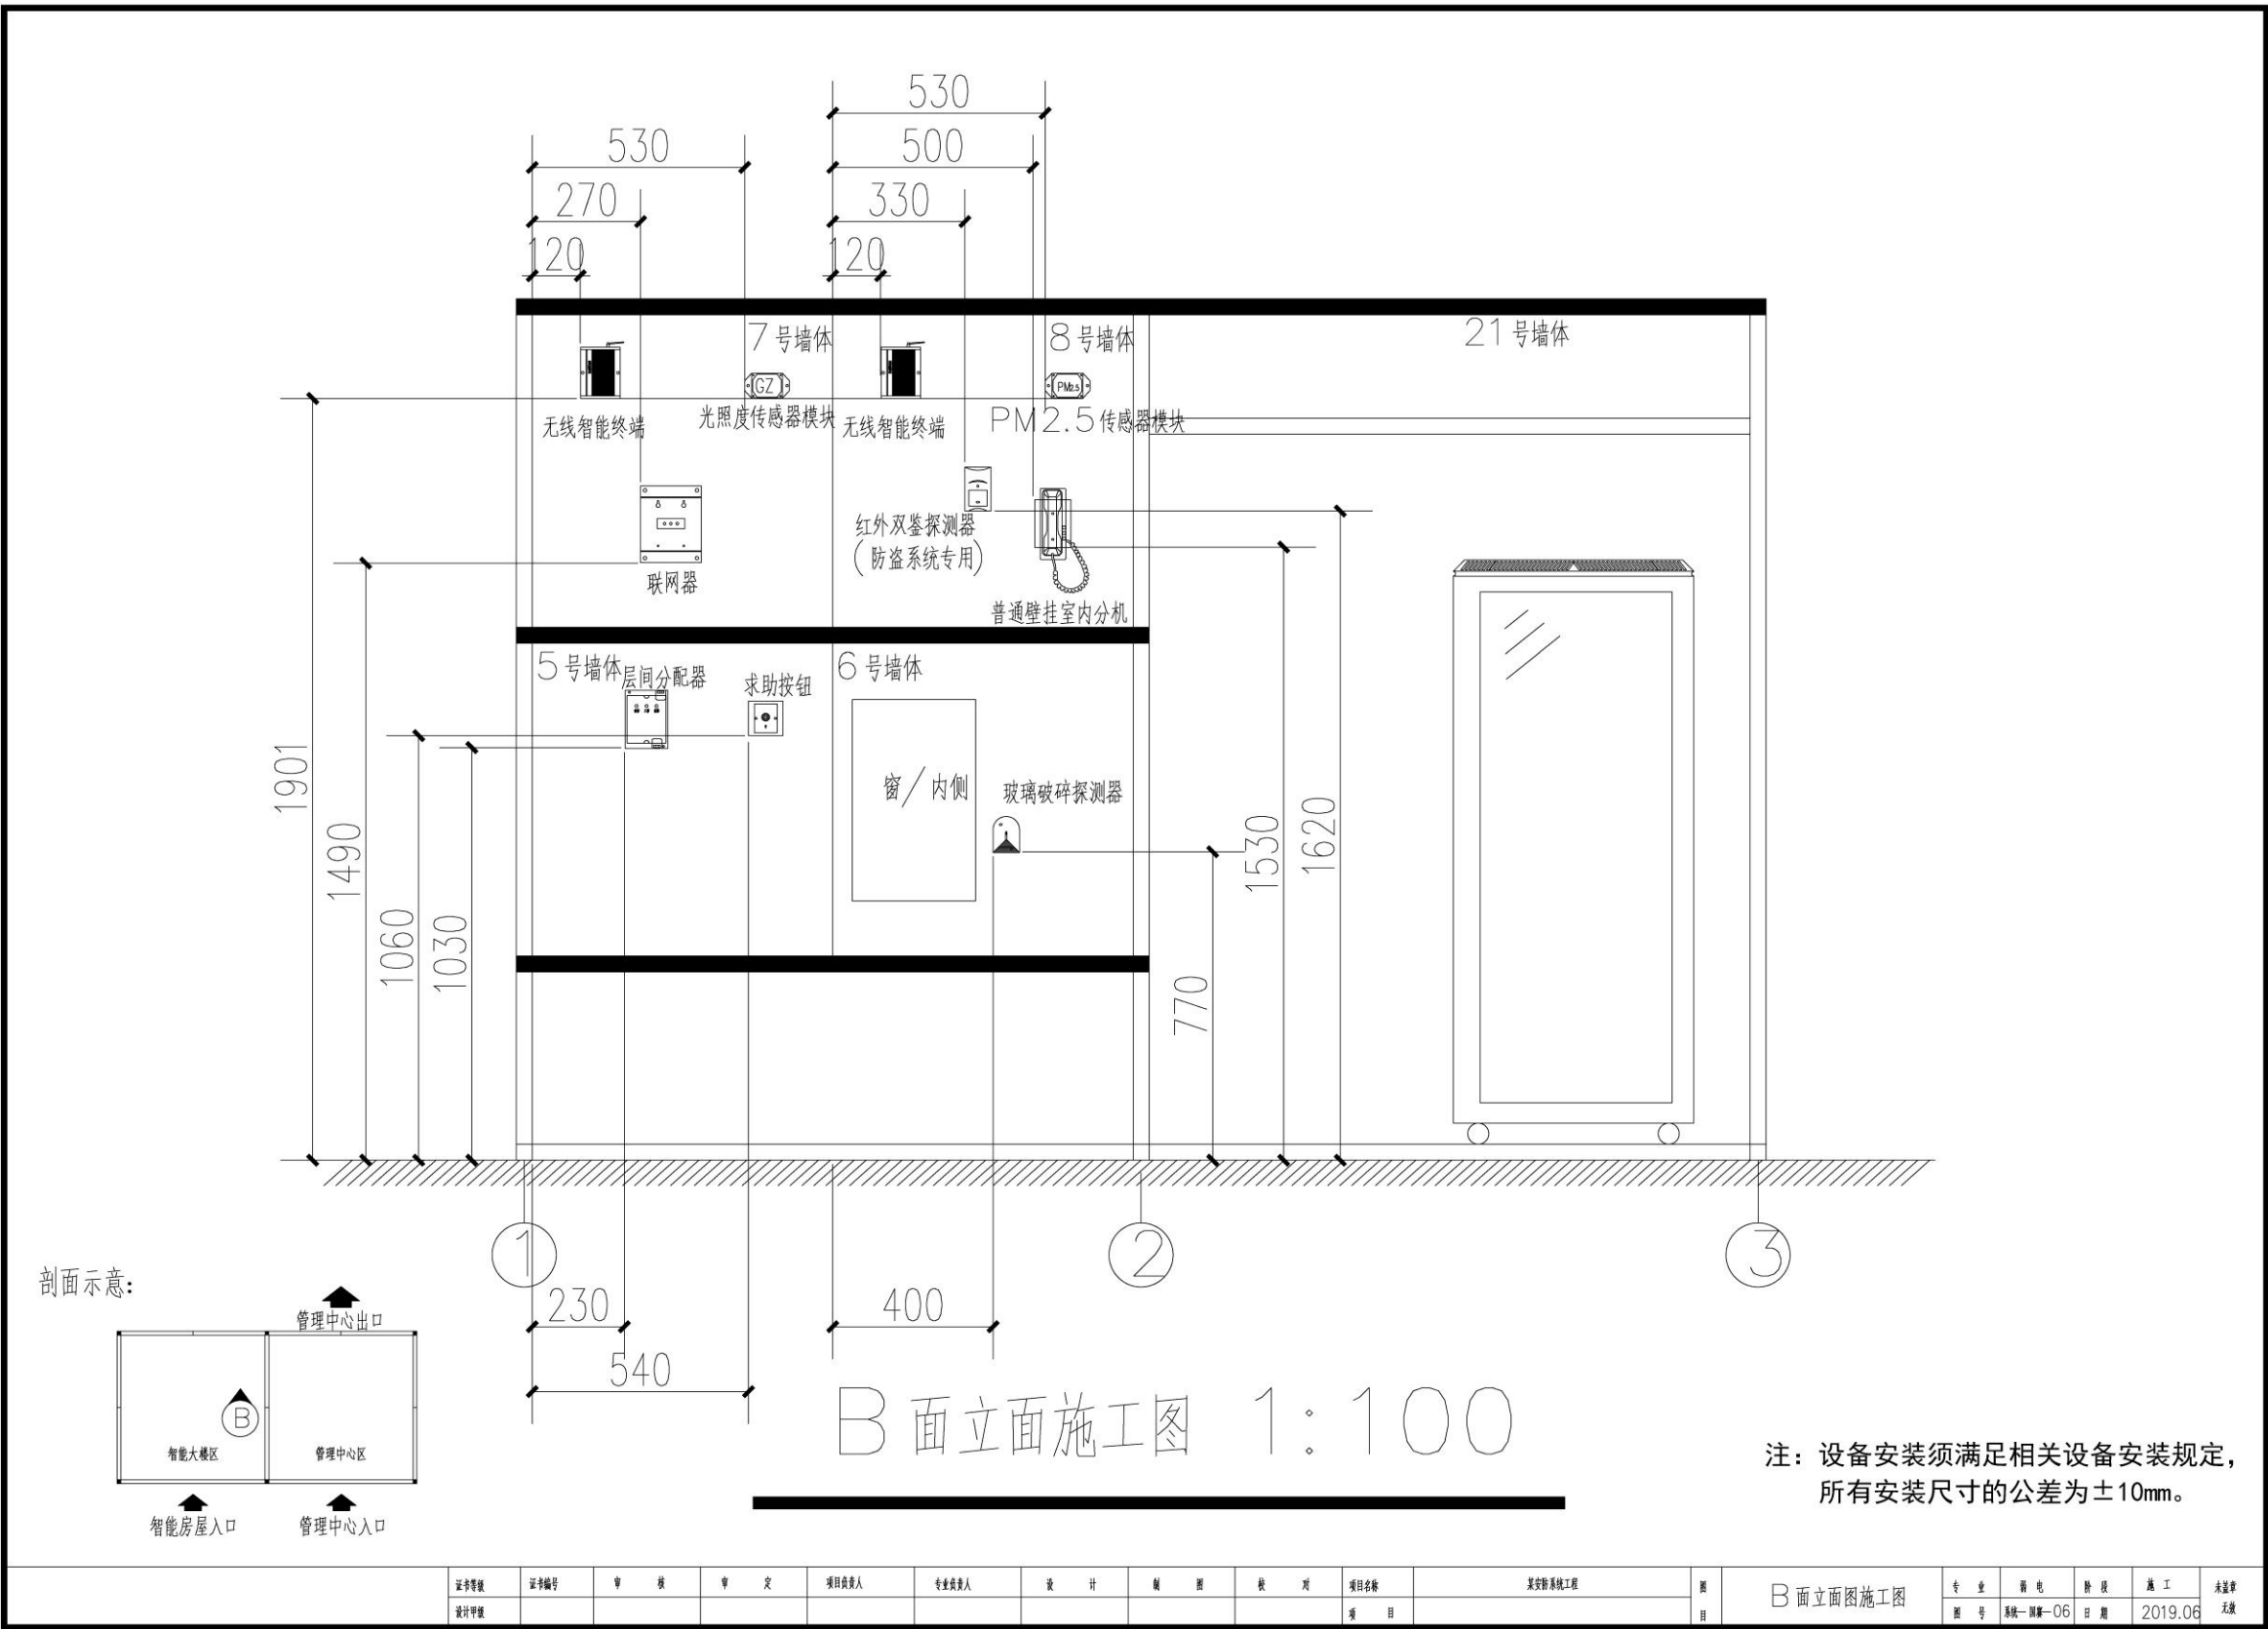 530
530
500
270
330
120
120
7号墙体
8号墙体
21号墙体
GZ
PM2.5
无线智能终端
光照度传感器模块
无线智能终端
PM2.5传感器模块
红外双鉴探测器
(防盗系统专用)
联网器
普通壁挂室内分机
5号墙体
层间分配器
求助按钮
6号墙体
窗/内侧
玻璃破碎探测器
1901
1490
1060
1030
770
1530
1620
1
2
3
230
400
540
剖面示意:
管理中心出口
B
智能大楼区
管理中心区
智能房屋入口
管理中心入口
B面立面施工图 1:100
注：设备安装须满足相关设备安装规定，
所有安装尺寸的公差为±10mm。
证书等级 证书编号 审 核 审 定 项目负责人 专业负责人 设 计 制 图 校 对 项目名称 某安防系统工程 图 B面立面图施工图 专 业 弱 电 阶 段 施 工 未盖章
设计甲级 项 目 目 图 号 系统—国赛—06 日 期 2019.06 无效